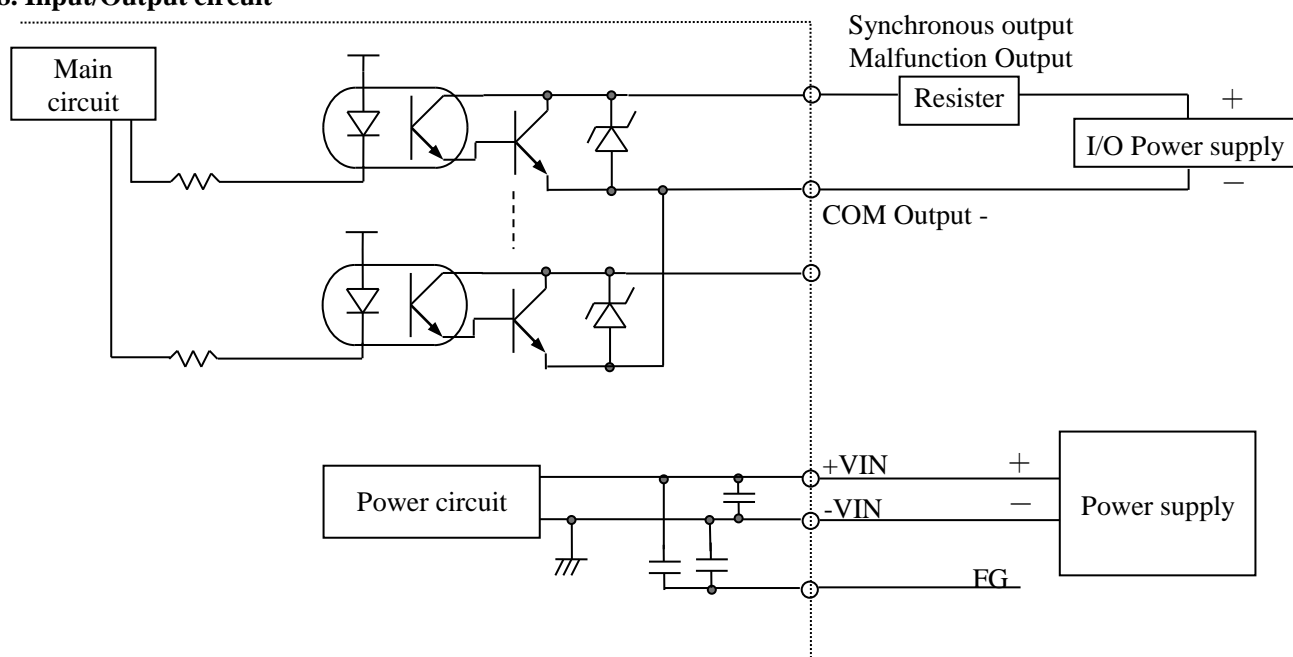 . Input/Output circuit
Synchronous output
Malfunction Output
Main
circuit
Resister
+
I/O Power supply
−
COM Output -
+VIN
+
Power circuit
-VIN
−
Power supply
FG